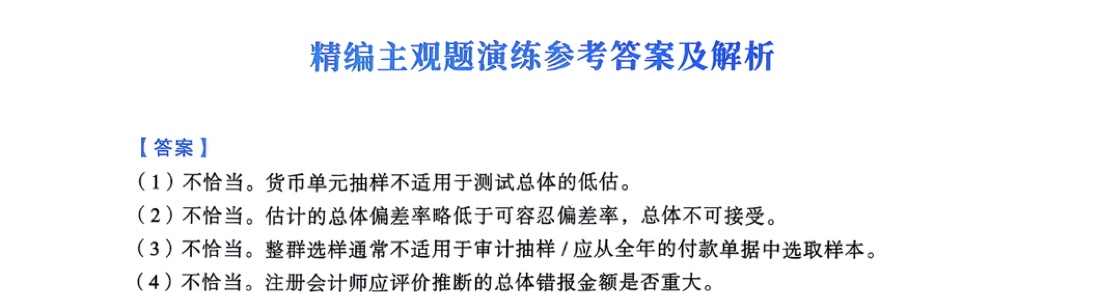 精编主观题演练参考答案及解析
【答案】
（1）不恰当。货币单元抽样不适用于测试总体的低估。
（2）不恰当。估计的总体偏差率略低于可容忍偏差率，总体不可接受。
（3）不恰当。整群选样通常不适用于审计抽样/应从全年的付款单据中选取样本。
（4）不恰当。注册会计师应评价推断的总体错报金额是否重大。